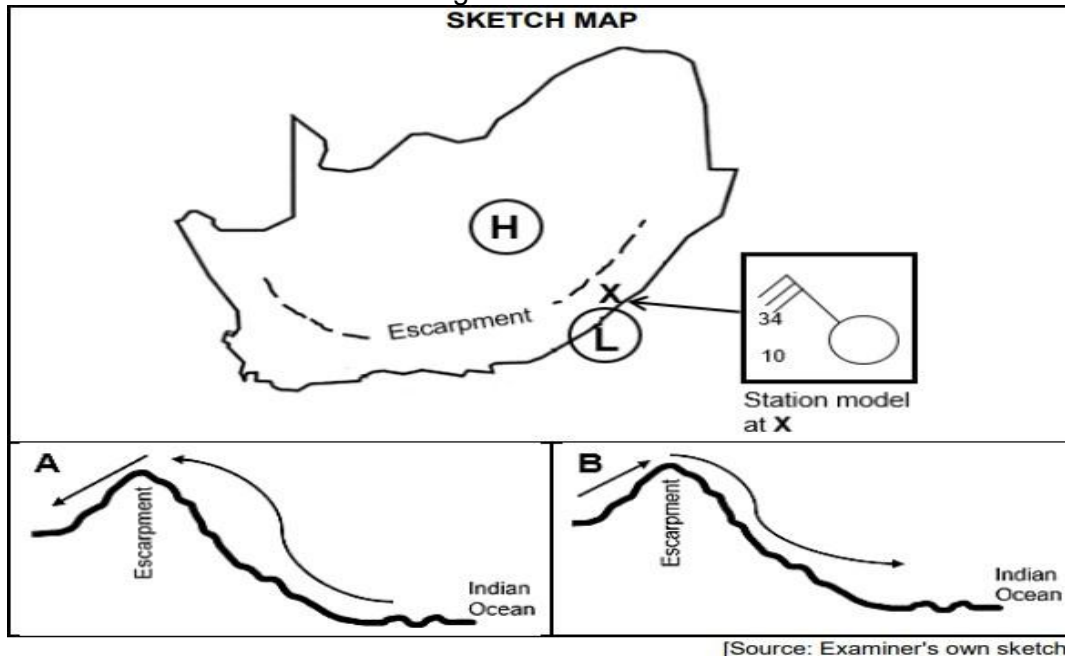 SKETCH MAP
H
Escarpment
X
L
34
10
Station model
at X
A
Escarpment
Indian
Ocean
B
Escarpment
Indian
Ocean
[Source: Examiner's own sketch